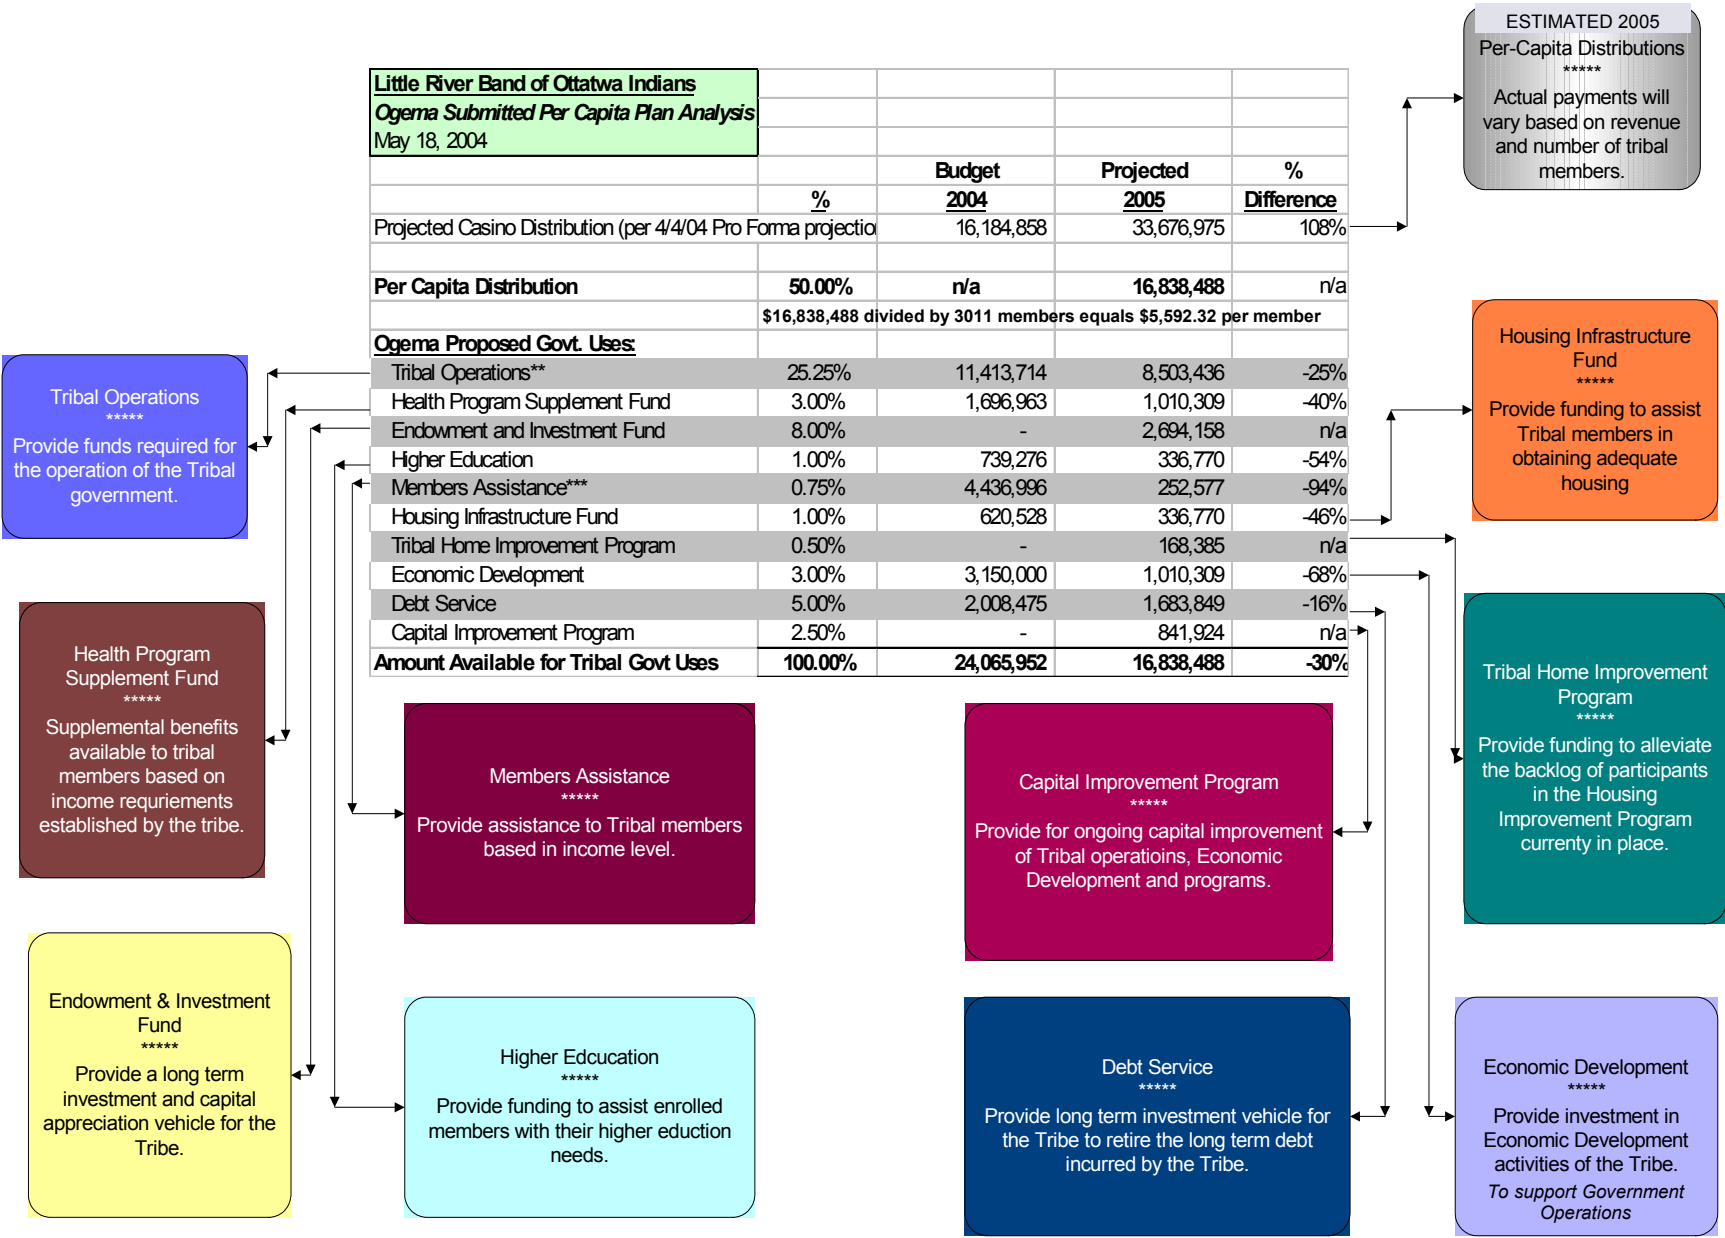 ESTIMATED 2005
Per-Capita Distributions
*****
Actual payments will
vary based on revenue
and number of tribal
members.
Little River Band of Ottatwa Indians
Ogema Submitted Per Capita Plan Analysis
May 18, 2004
Budget Projected %
% 2004 2005 Difference
Projected Casino Distribution (per 4/4/04 Pro Forma projectio 16,184,858 33,676,975 108%
Per Capita Distribution 50.00% n/a 16,838,488 n/a
$16,838,488 divided by 3011 members equals $5,592.32 per member
Ogema Proposed Govt. Uses:
Tribal Operations** 25.25% 11,413,714 8,503,436 -25%
Health Program Supplement Fund 3.00% 1,696,963 1,010,309 -40%
Endowment and Investment Fund 8.00% - 2,694,158 n/a
Higher Education 1.00% 739,276 336,770 -54%
Members Assistance*** 0.75% 4,436,996 252,577 -94%
Housing Infrastructure Fund 1.00% 620,528 336,770 -46%
Tribal Home Improvement Program 0.50% - 168,385 n/a
Economic Development 3.00% 3,150,000 1,010,309 -68%
Debt Service 5.00% 2,008,475 1,683,849 -16%
Capital Improvement Program 2.50% - 841,924 n/a
Amount Available for Tribal Govt Uses 100.00% 24,065,952 16,838,488 -30%
Tribal Operations
*****
Provide funds required for
the operation of the Tribal
government.
Housing Infrastructure
Fund
*****
Provide funding to assist
Tribal members in
obtaining adequate
housing
Health Program
Supplement Fund
*****
Supplemental benefits
available to tribal
members based on
income requriements
established by the tribe.
Members Assistance
*****
Provide assistance to Tribal members
based in income level.
Capital Improvement Program
*****
Provide for ongoing capital improvement
of Tribal operatioins, Economic
Development and programs.
Tribal Home Improvement
Program
*****
Provide funding to alleviate
the backlog of participants
in the Housing
Improvement Program
currenty in place.
Endowment & Investment
Fund
*****
Provide a long term
investment and capital
appreciation vehicle for the
Tribe.
Higher Edcucation
*****
Provide funding to assist enrolled
members with their higher eduction
needs.
Debt Service
*****
Provide long term investment vehicle for
the Tribe to retire the long term debt
incurred by the Tribe.
Economic Development
*****
Provide investment in
Economic Development
activities of the Tribe.
To support Government
Operations